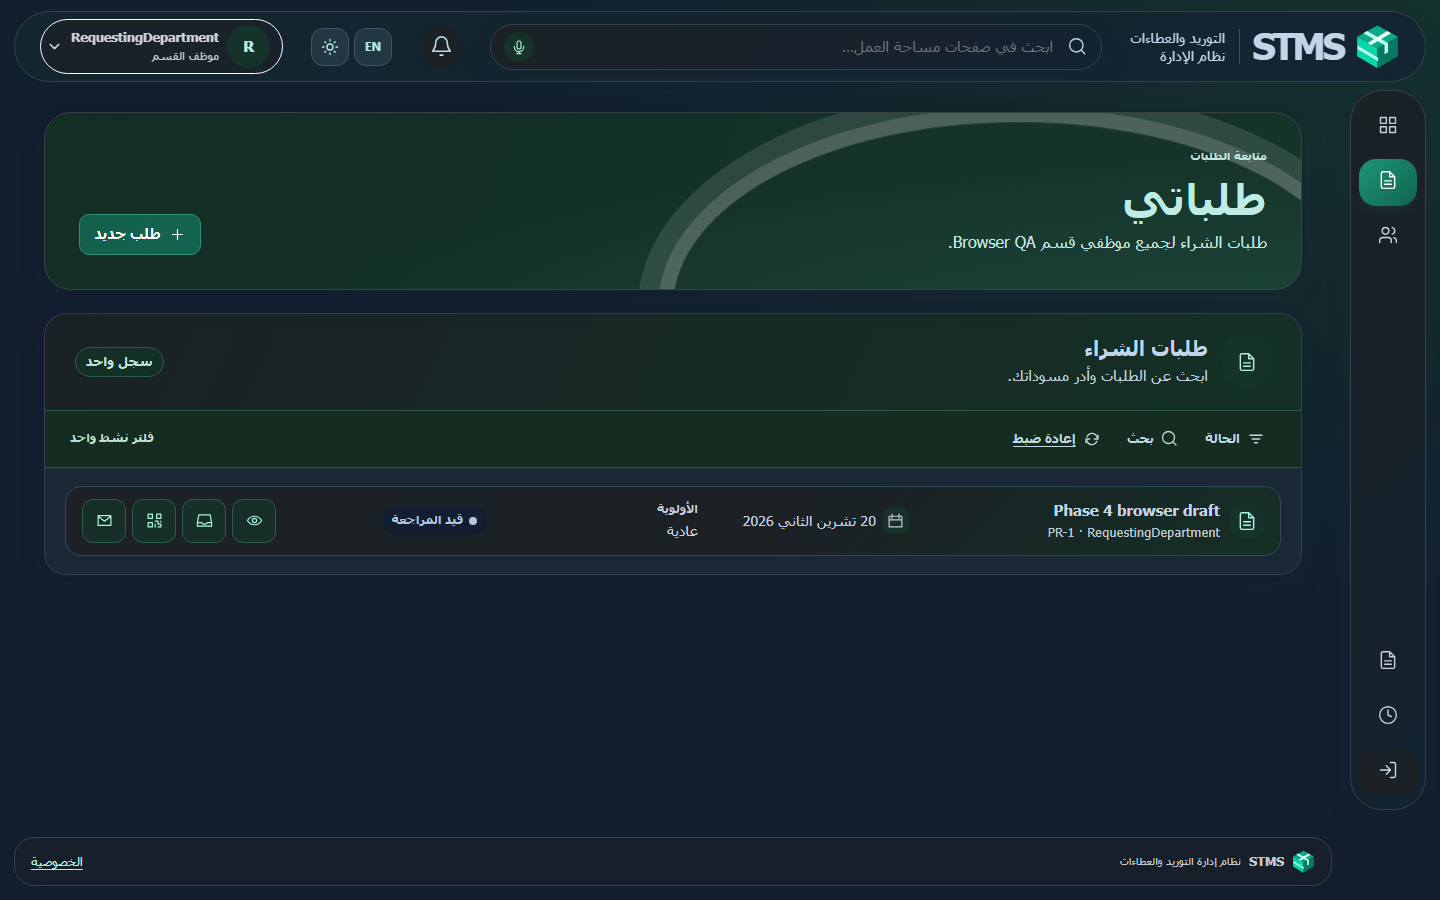 STMS
التوريد والعطاءات
نظام الإدارة
ابحث في صفحات مساحة العمل...
EN
R
RequestingDepartment
موظف القسم
متابعة الطلبات
طلباتي
طلبات الشراء لجميع موظفي قسم Browser QA.
طلب جديد
طلبات الشراء
ابحث عن الطلبات وأدر مسوداتك.
سجل واحد
الحالة
بحث
إعادة ضبط
فلتر نشط واحد
Phase 4 browser draft
PR-1 · RequestingDepartment
20 تشرين الثاني 2026
الأولوية
عادية
قيد المراجعة
STMS نظام إدارة التوريد والعطاءات
الخصوصية